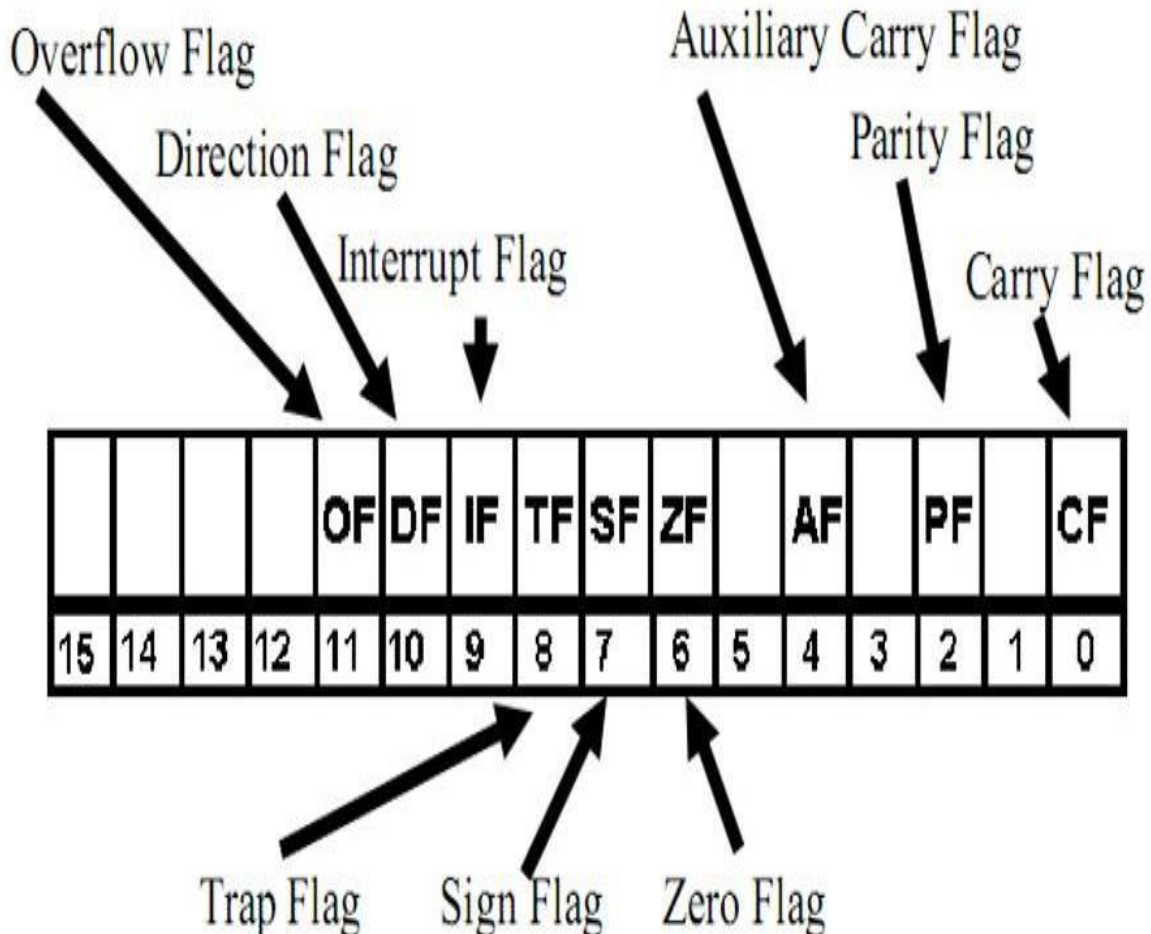 Overflow Flag
Auxiliary Carry Flag
Direction Flag
Parity Flag
Interrupt Flag
Carry Flag
OF DF IF TF SF ZF AF PF CF
15 14 13 12 11 10 9 8 7 6 5 4 3 2 1 0
Trap Flag Sign Flag Zero Flag